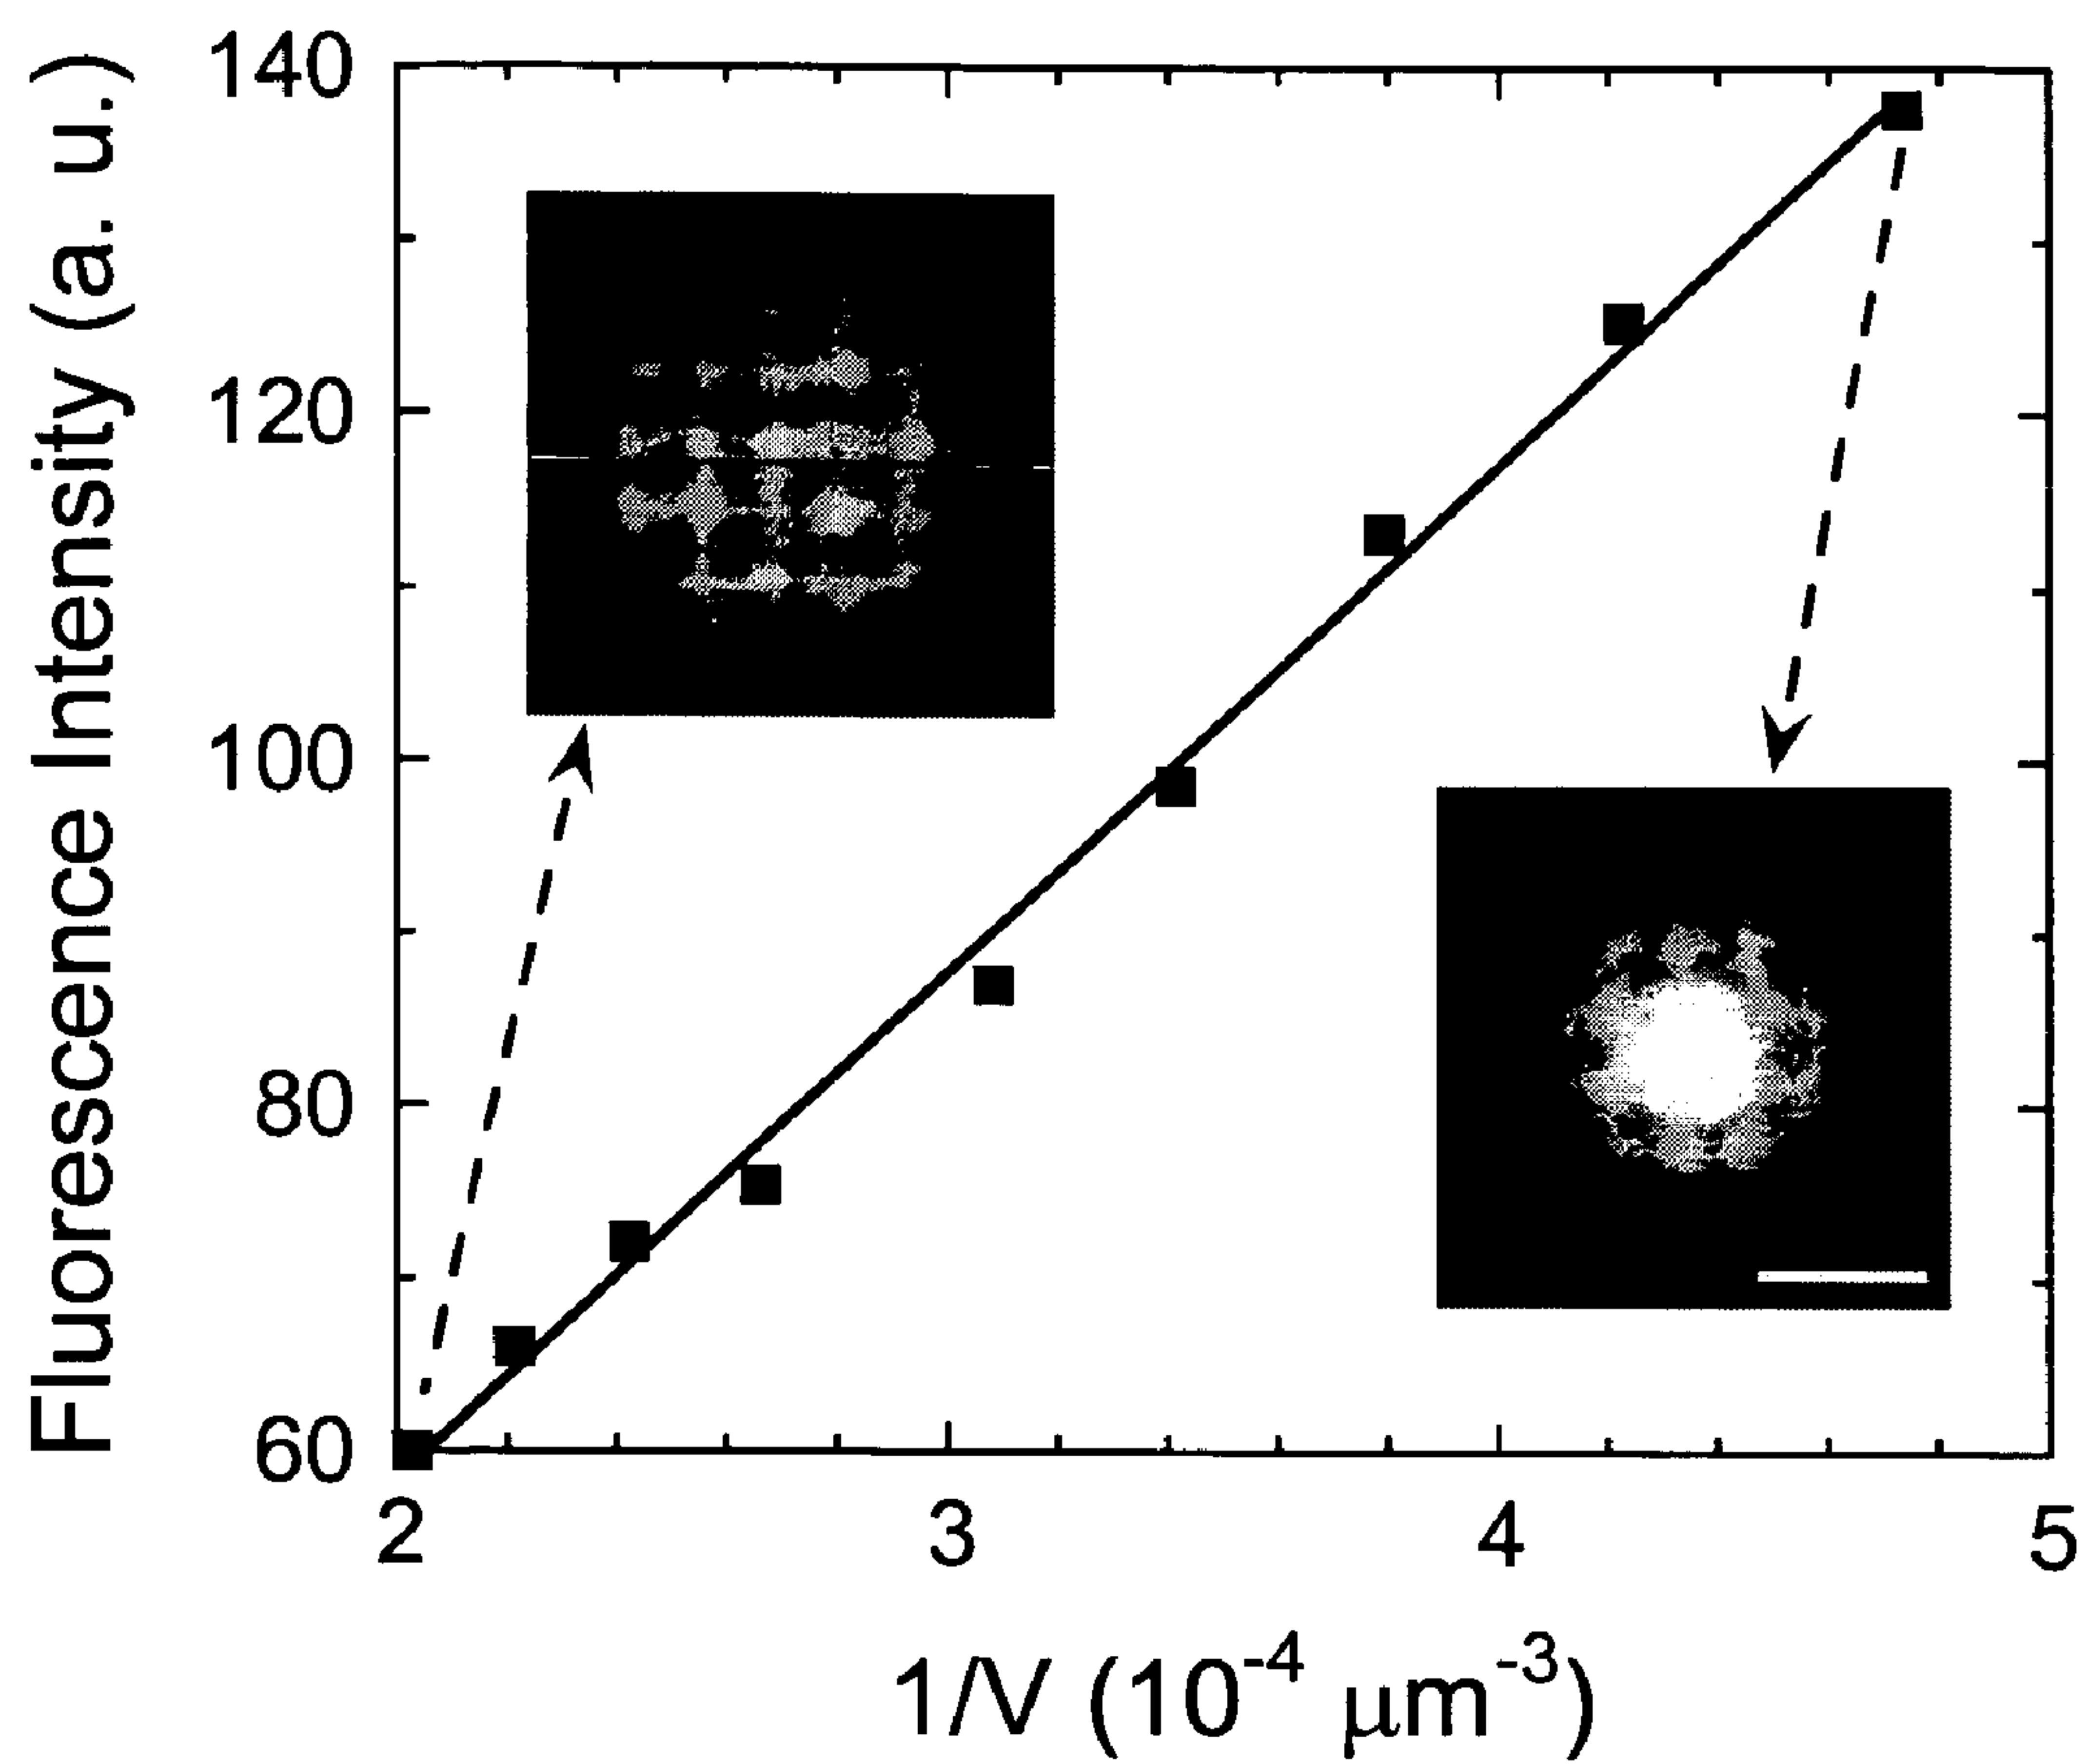 Fluorescence Intensity (a. u.)
140
120
100
80
60
2 3 4 5
1/V (10⁻⁴ μm⁻³)